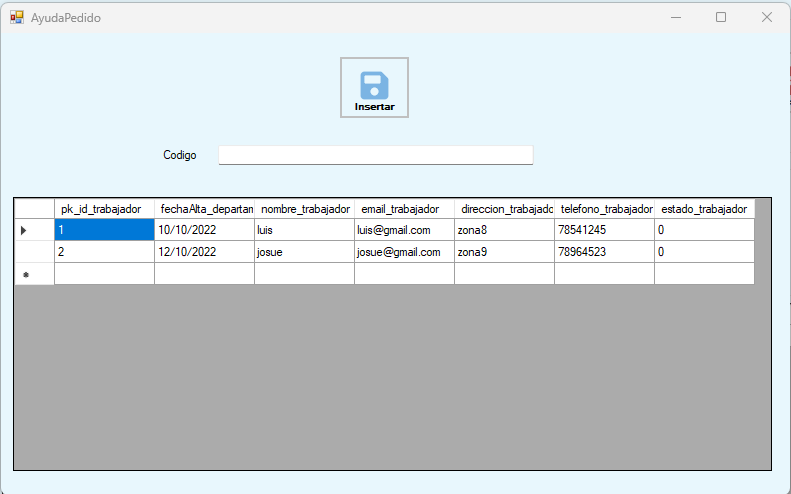 AyudaPedido
Insertar
Codigo
pk_id_trabajador fechaAlta_departam nombre_trabajador email_trabajador direccion_trabajado telefono_trabajador estado_trabajador
1 10/10/2022 luis luis@gmail.com zona8 78541245 0
2 12/10/2022 josue josue@gmail.com zona9 78964523 0